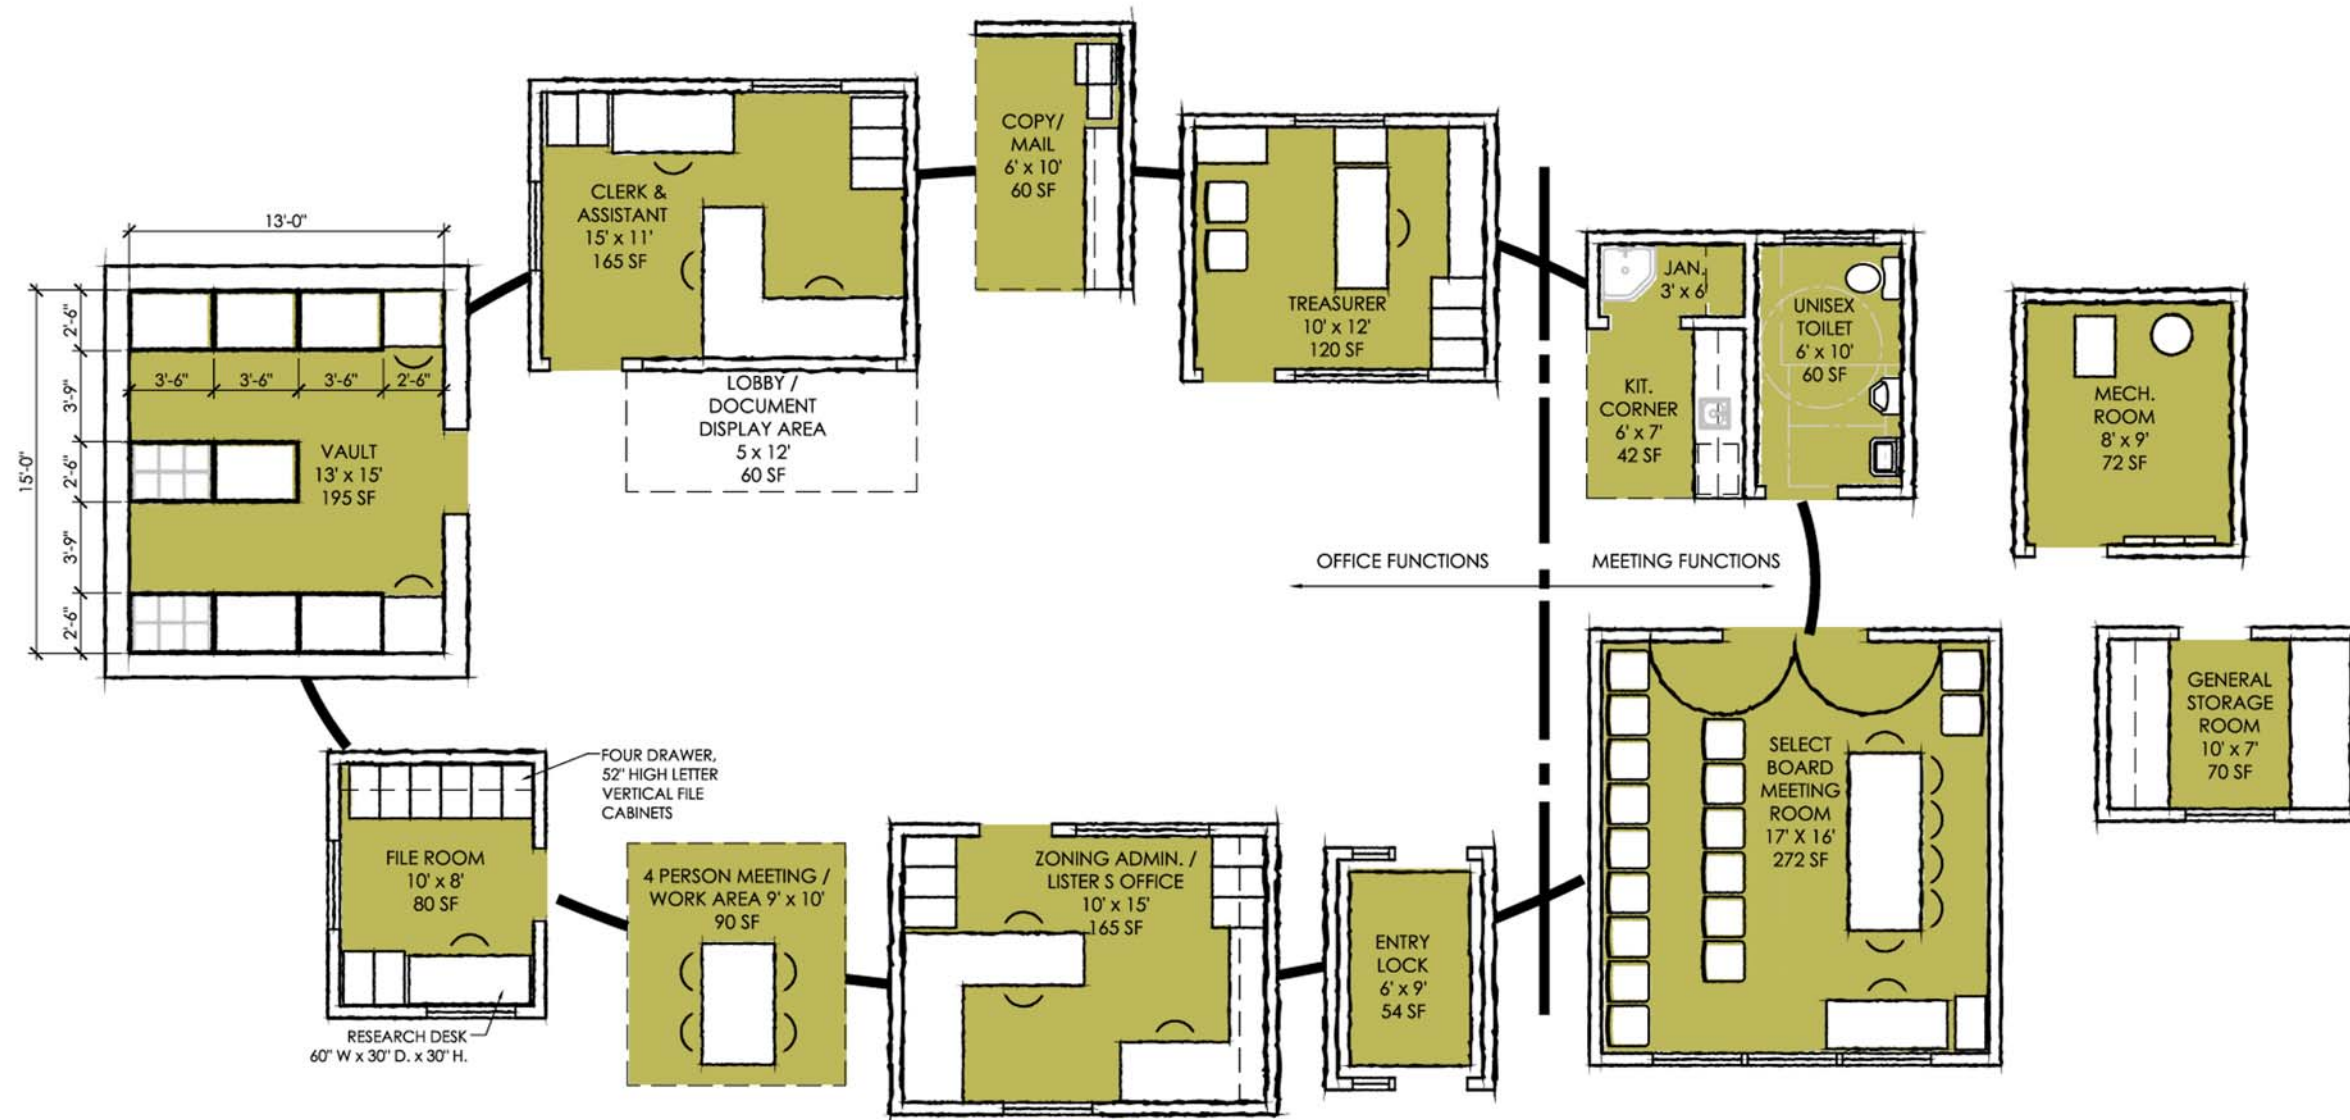 COPY/
MAIL
6' x 10'
60 SF
CLERK &
ASSISTANT
15' x 11'
165 SF
13'-0"
TREASURER
10' x 12'
120 SF
JAN.
3' x 6'
UNISEX
TOILET
6' x 10'
60 SF
KIT.
CORNER
6' x 7'
42 SF
MECH.
ROOM
8' x 9'
72 SF
LOBBY /
DOCUMENT
DISPLAY AREA
5 x 12'
60 SF
15'-0"
2'-6"
3'-9"
2'-6"
3'-9"
2'-6"
3'-6"
3'-6"
3'-6"
2'-6"
VAULT
13' x 15'
195 SF
OFFICE FUNCTIONS
MEETING FUNCTIONS
GENERAL
STORAGE
ROOM
10' x 7'
70 SF
SELECT
BOARD
MEETING
ROOM
17' X 16'
272 SF
FOUR DRAWER,
52" HIGH LETTER
VERTICAL FILE
CABINETS
FILE ROOM
10' x 8'
80 SF
4 PERSON MEETING /
WORK AREA 9' x 10'
90 SF
ZONING ADMIN. /
LISTER S OFFICE
10' x 15'
165 SF
ENTRY
LOCK
6' x 9'
54 SF
RESEARCH DESK
60" W x 30" D. x 30" H.